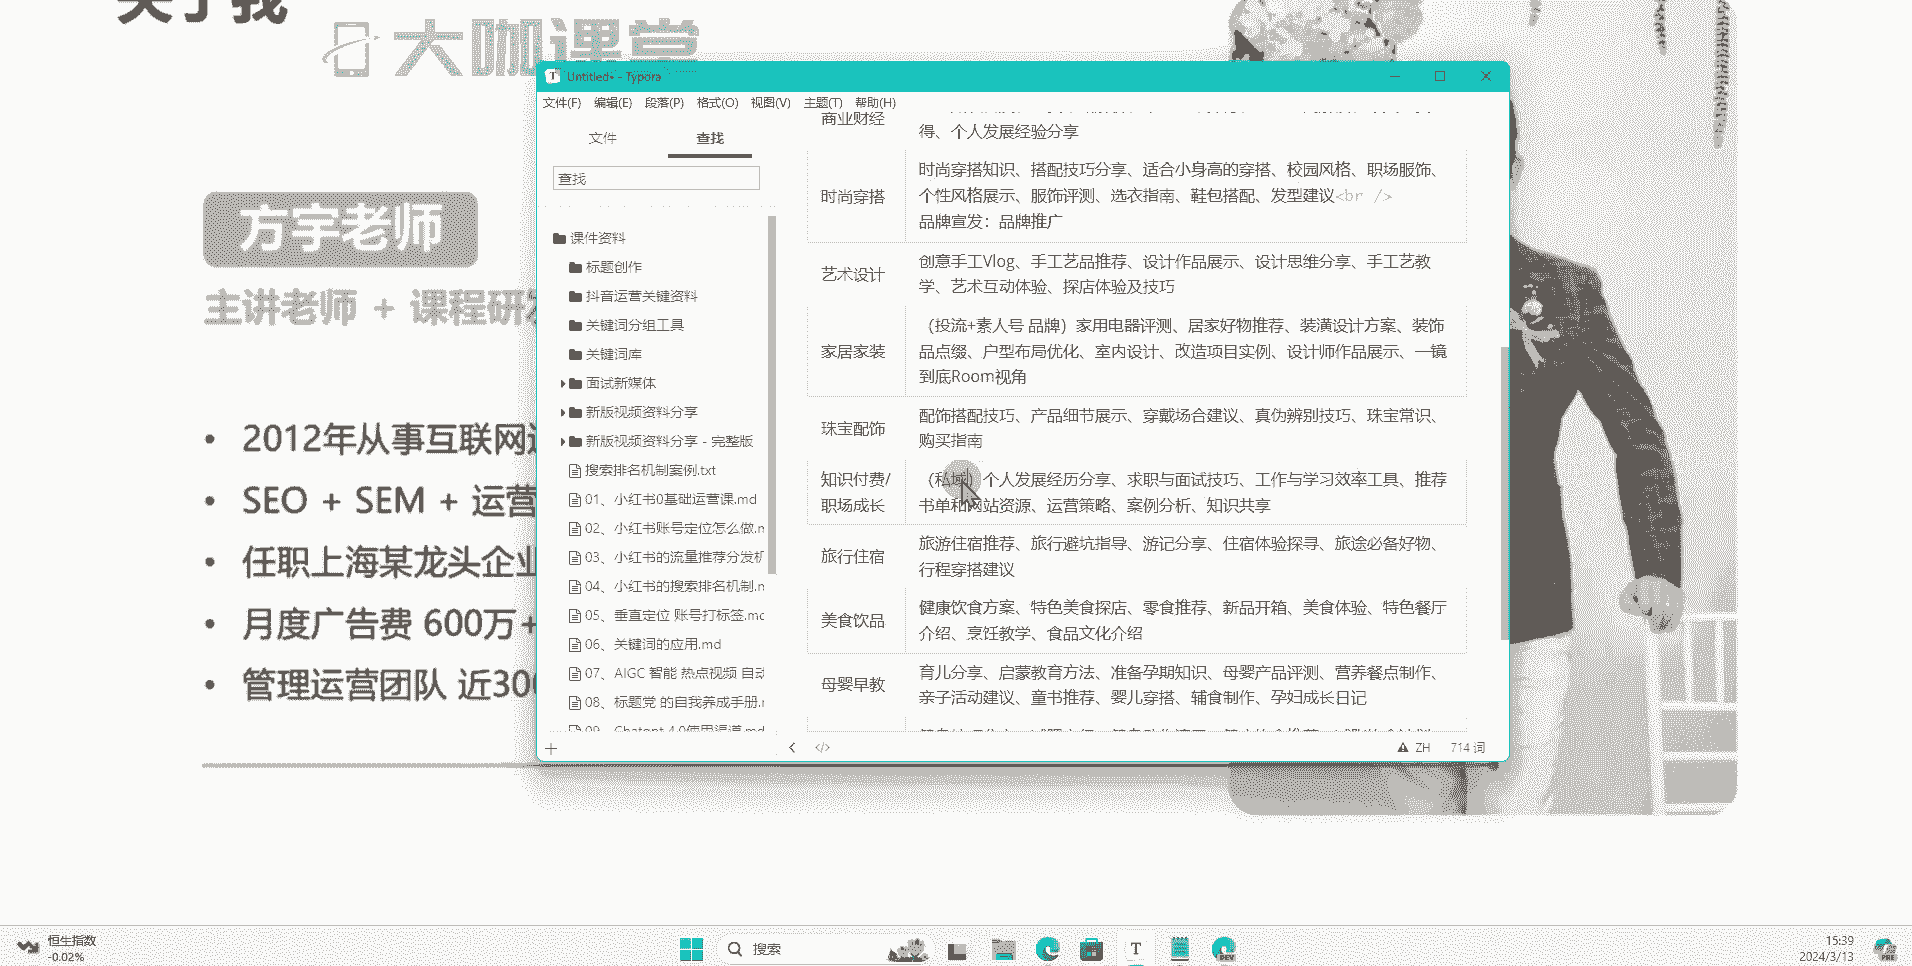 关于我
大咖课堂
方宇老师
主讲老师 + 课程研发
2012年从事互联网运
SEO + SEM + 运营
任职上海某龙头企业
月度广告费 600万+
管理运营团队 近300
Untitled• - Typora
文件(F) 编辑(E) 段落(P) 格式(O) 视图(V) 主题(T) 帮助(H)
文件 查找
查找
课件资料
标题创作
抖音运营关键资料
关键词分组工具
关键词库
面试新媒体
新版视频资料分享
新版视频资料分享 - 完整版
搜索排名机制案例.txt
01、小红书0基础运营课.md
02、小红书账号定位怎么做.m
03、小红书的流量推荐分发机
04、小红书的搜索排名机制.m
05、垂直定位 账号打标签.md
06、关键词的应用.md
07、AIGC 智能 热点视频 自动
08、标题党 的自我养成手册.m
09、Chatgpt 4.0使用渠道.md
商业财经
得、个人发展经验分享
时尚穿搭
时尚穿搭知识、搭配技巧分享、适合小身高的穿搭、校园风格、职场服饰、
个性风格展示、服饰评测、选衣指南、鞋包搭配、发型建议<br />
品牌宣发：品牌推广
艺术设计
创意手工Vlog、手工艺品推荐、设计作品展示、设计思维分享、手工艺教
学、艺术互动体验、探店体验及技巧
家居家装
（投流+素人号 品牌）家用电器评测、居家好物推荐、装潢设计方案、装饰
品点缀、户型布局优化、室内设计、改造项目实例、设计师作品展示、一镜
到底Room视角
珠宝配饰
配饰搭配技巧、产品细节展示、穿戴场合建议、真伪辨别技巧、珠宝常识、
购买指南
知识付费/
职场成长
（私域）个人发展经历分享、求职与面试技巧、工作与学习效率工具、推荐
书单和网站资源、运营策略、案例分析、知识共享
旅行住宿
旅游住宿推荐、旅行避坑指导、游记分享、住宿体验探寻、旅途必备好物、
行程穿搭建议
美食饮品
健康饮食方案、特色美食探店、零食推荐、新品开箱、美食体验、特色餐厅
介绍、烹饪教学、食品文化介绍
母婴早教
育儿分享、启蒙教育方法、准备孕期知识、母婴产品评测、营养餐点制作、
亲子活动建议、童书推荐、婴儿穿搭、辅食制作、孕妇成长日记
ZH 714 词
恒生指数
-0.02%
搜索
DEV
15:39
2024/3/13
PRE